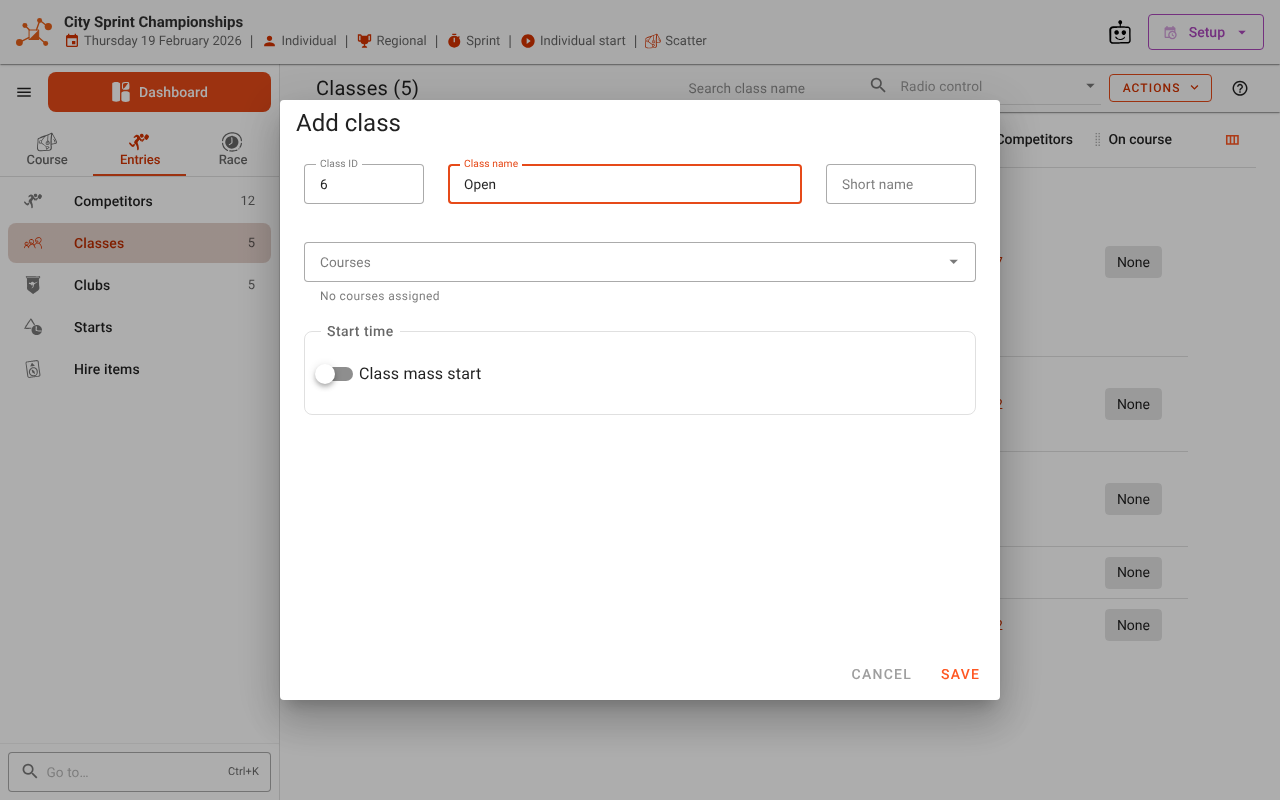 City Sprint Championships
Thursday 19 February 2026 | Individual | Regional | Sprint | Individual start | Scatter
Setup
Dashboard
Classes (5)
Search class name
Radio control
ACTIONS
Course
Entries
Race
Competitors
On course
Competitors 12
Classes 5
Clubs 5
Starts
Hire items
Add class
Class ID
6
Class name
Open
Short name
Courses
No courses assigned
Start time
Class mass start
CANCEL
SAVE
None
None
2
None
None
None
2
Go to...
Ctrl+K